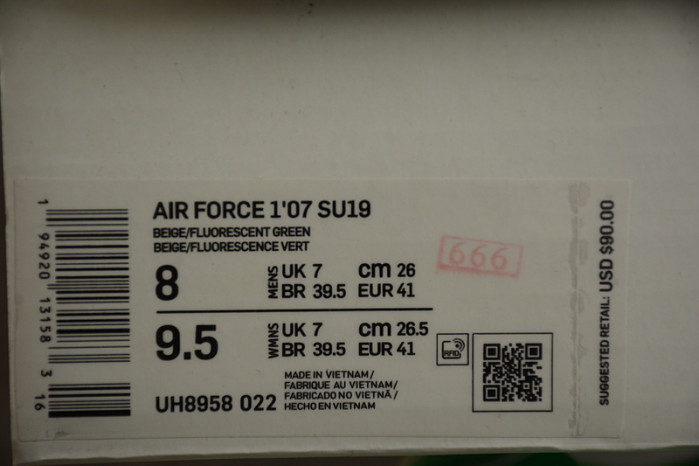 AIR FORCE 1'07 SU19
BEIGE/FLUORESCENT GREEN
BEIGE/FLUORESCENCE VERT
8 MENS UK 7 cm 26
BR 39.5 EUR 41
9.5 WMNS UK 7 cm 26.5
BR 39.5 EUR 41
UH8958 022
MADE IN VIETNAM/
FABRIQUE AU VIETNAM/
FABRICADO NO VIETNÃ/
HECHO EN VIETNAM
666
RFID
SUGGESTED RETAIL: USD $90.00
1 94920 13158 3 16